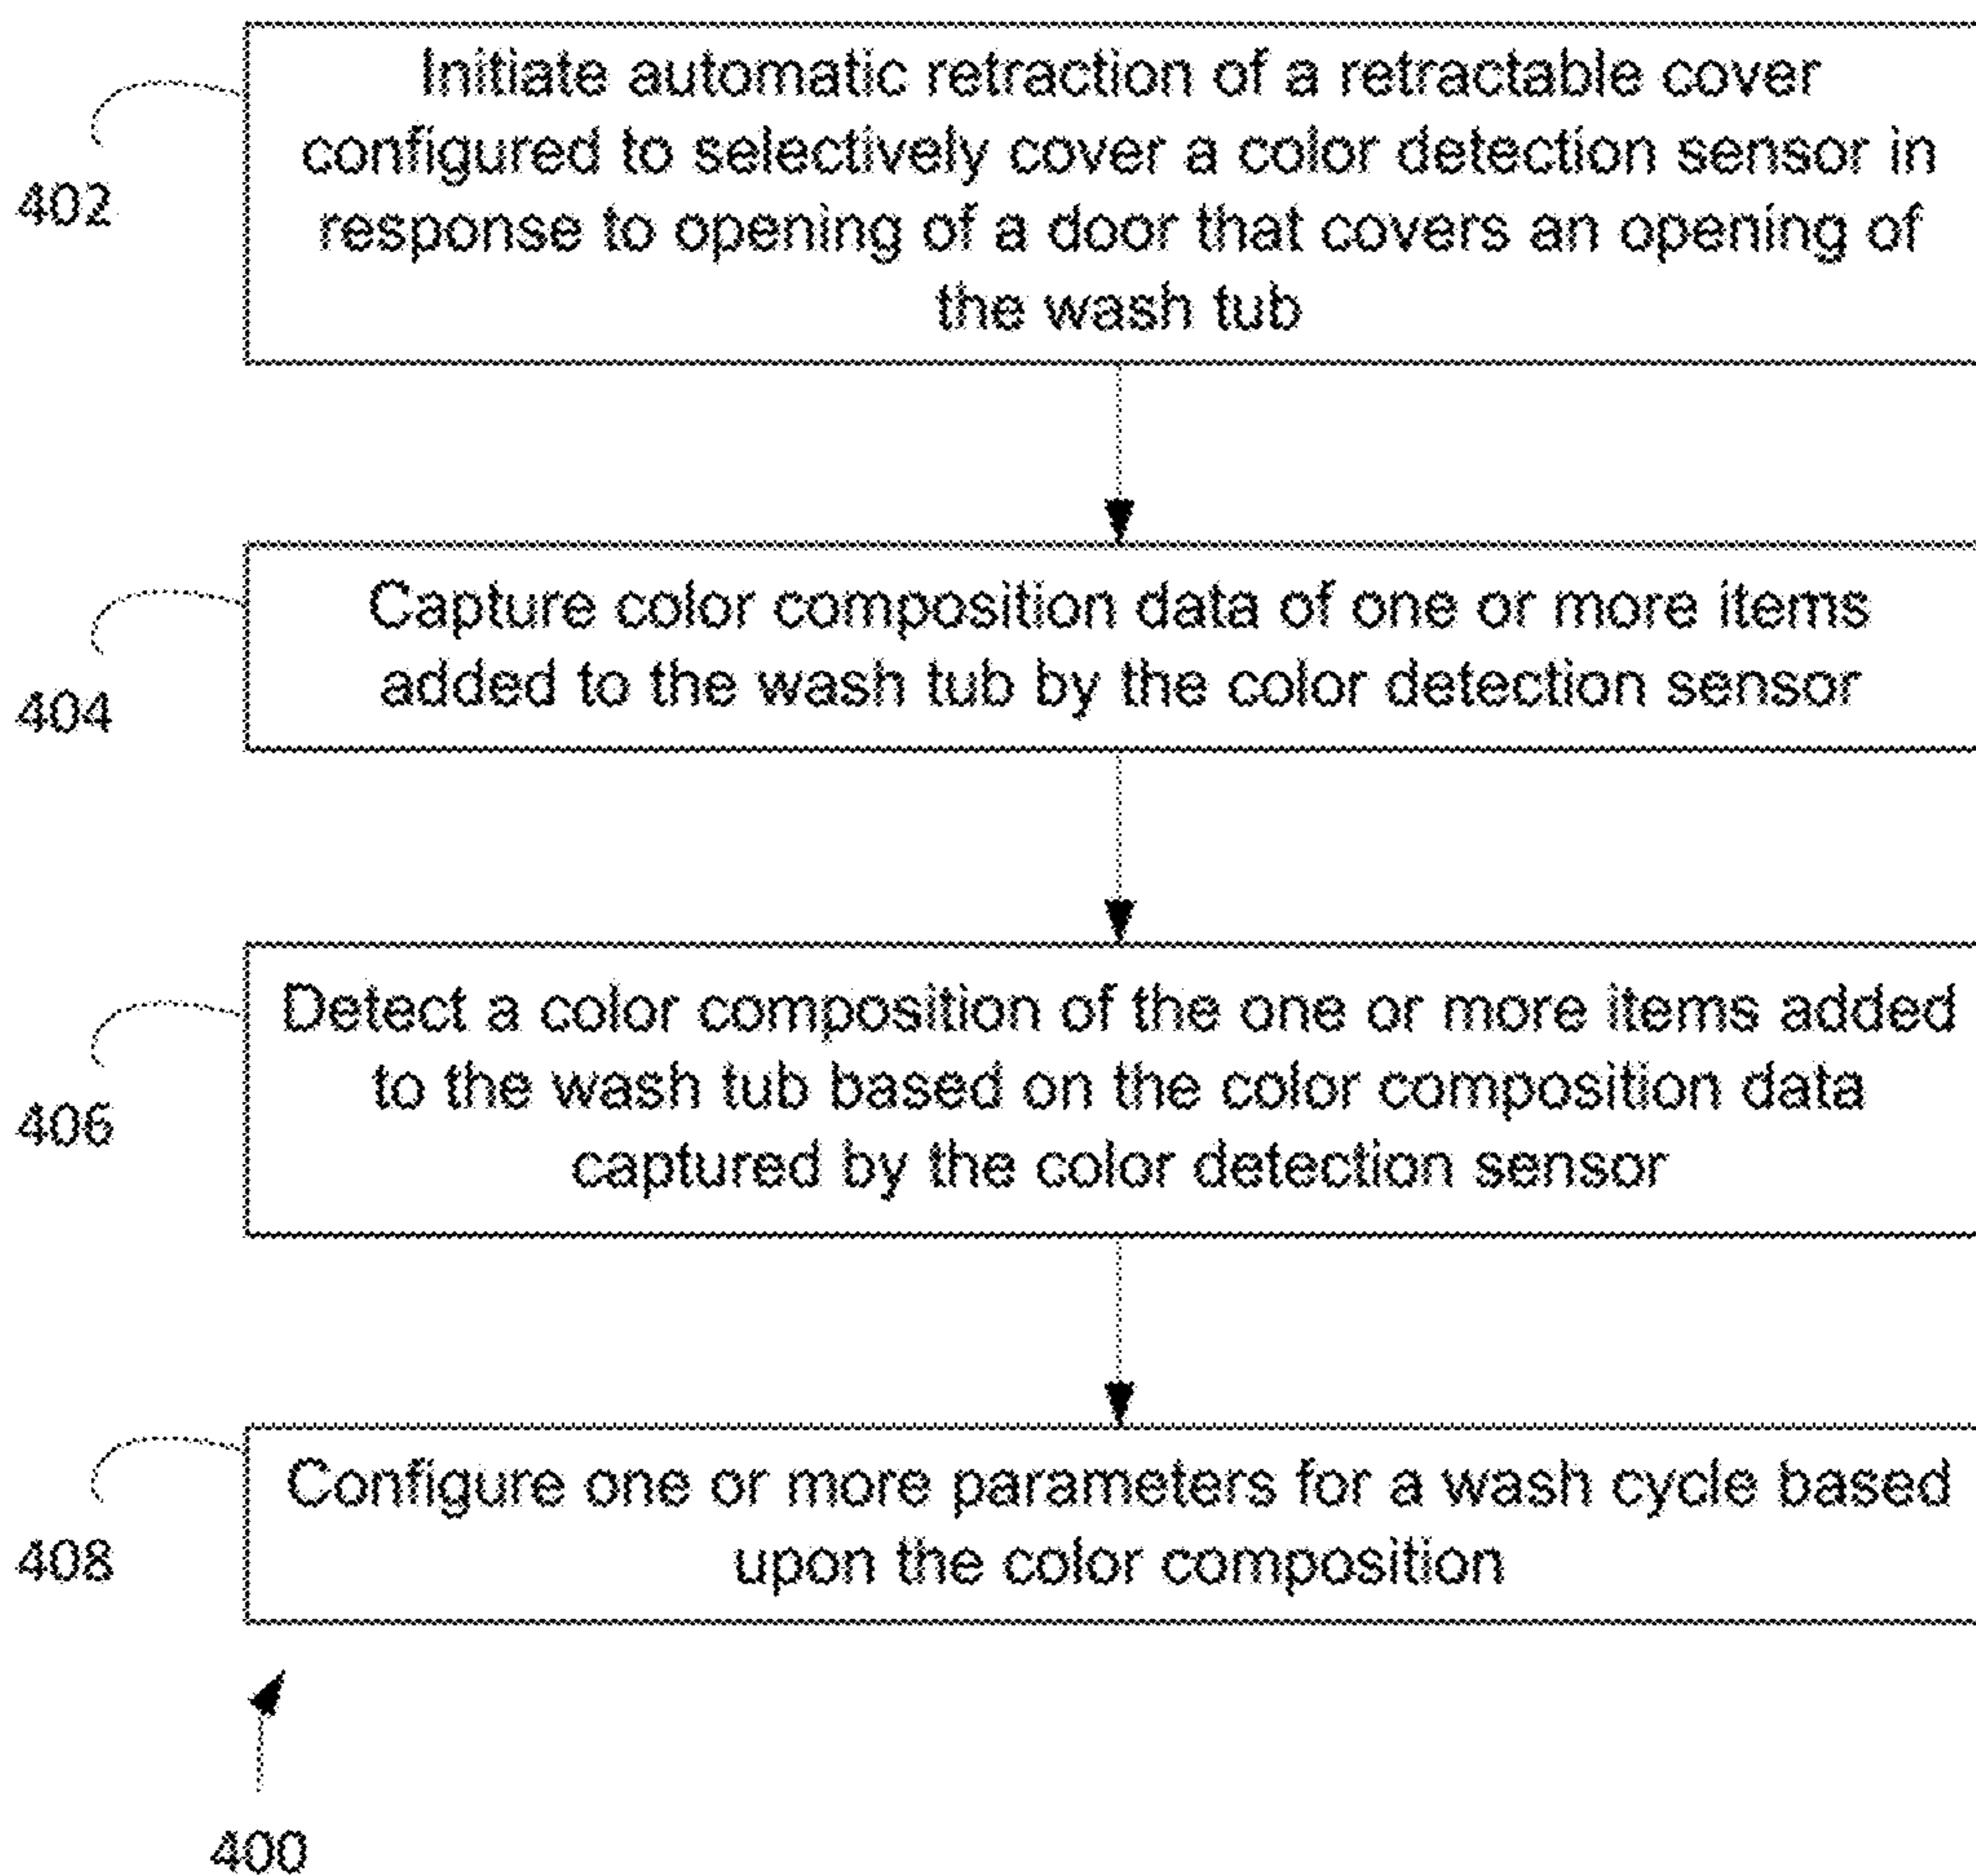 Initiate automatic retraction of a retractable cover
configured to selectively cover a color detection sensor in
response to opening of a door that covers an opening of
the wash tub
402
Capture color composition data of one or more items
added to the wash tub by the color detection sensor
404
Detect a color composition of the one or more items added
to the wash tub based on the color composition data
captured by the color detection sensor
406
Configure one or more parameters for a wash cycle based
upon the color composition
408
400